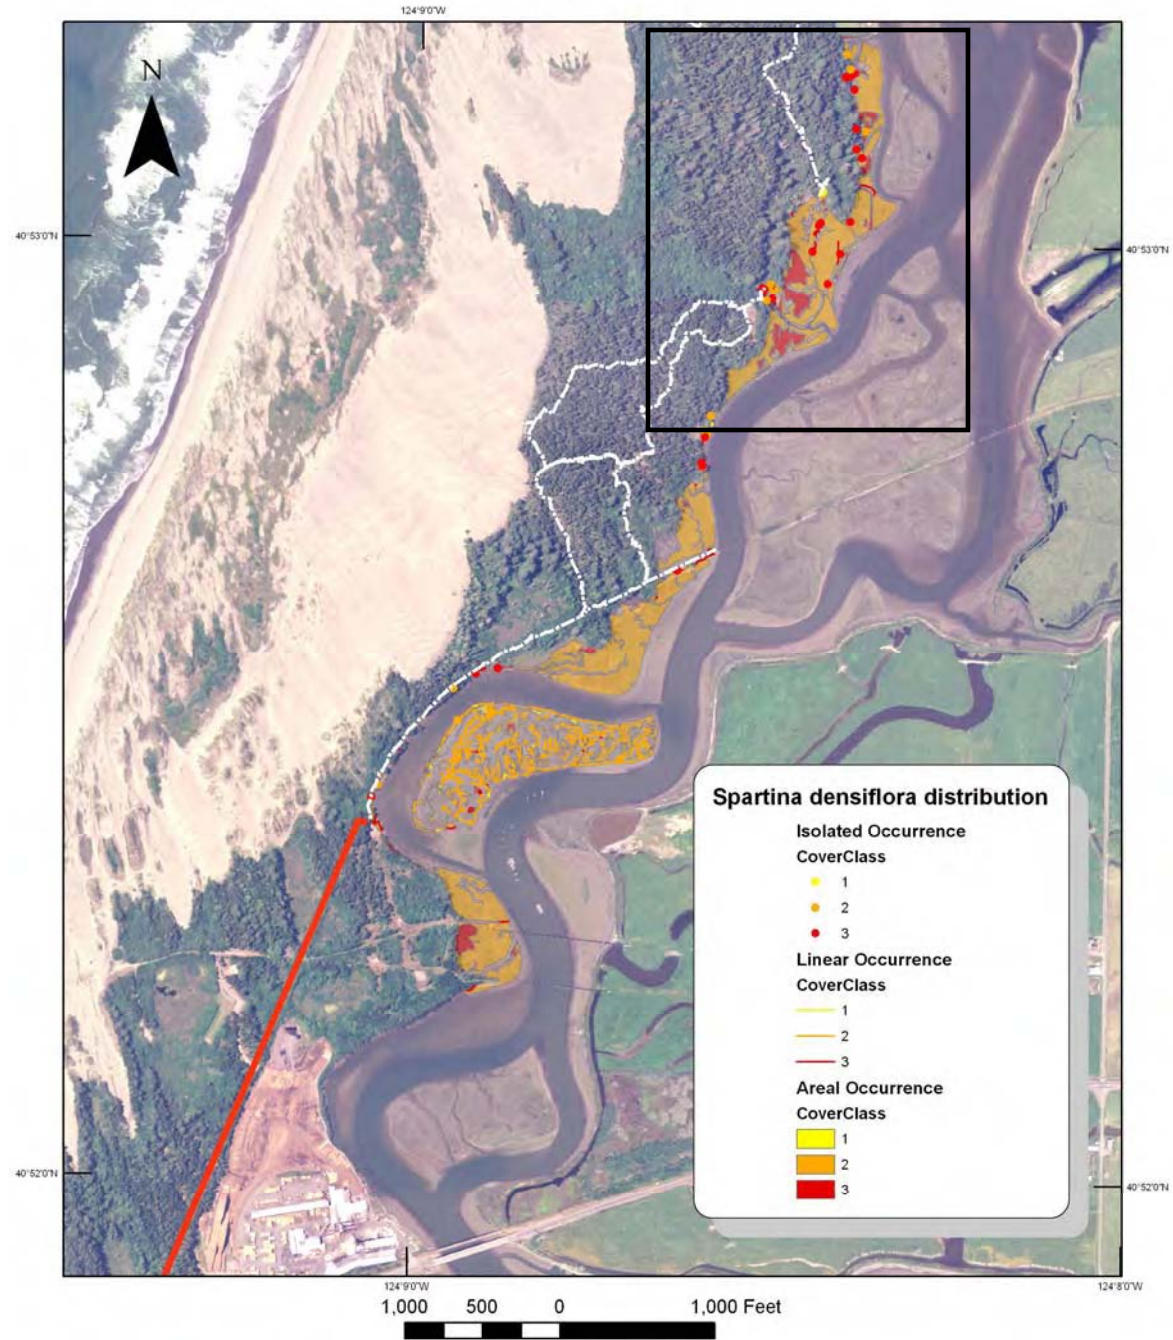 124°9'0"W
N
40°53'0"N
40°53'0"N
Spartina densiflora distribution
Isolated Occurrence
CoverClass
1
2
3
Linear Occurrence
CoverClass
1
2
3
Areal Occurrence
CoverClass
1
2
3
40°52'0"N
40°52'0"N
124°9'0"W
124°8'0"W
1,000 500 0 1,000 Feet